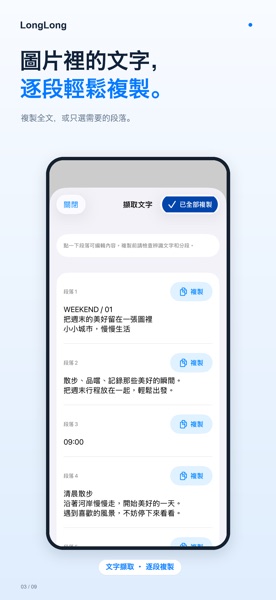 LongLong
圖片裡的文字,
逐段輕鬆複製。
複製全文，或只選需要的段落。
關閉
擷取文字
已全部複製
點一下段落可編輯內容，複製前請檢查辨識文字和分段。
段落 1
複製
WEEKEND / 01
把週末的美好留在一張圖裡
小小城市，慢慢生活
段落 2
複製
散步、品嚐、記錄那些美好的瞬間。
把週末行程放在一起，輕鬆出發。
段落 3
複製
09:00
段落 4
複製
清晨散步
沿著河岸慢慢走，開始美好的一天。
遇到喜歡的風景，不妨停下來看看。
複製
文字擷取 · 逐段複製
03 / 09